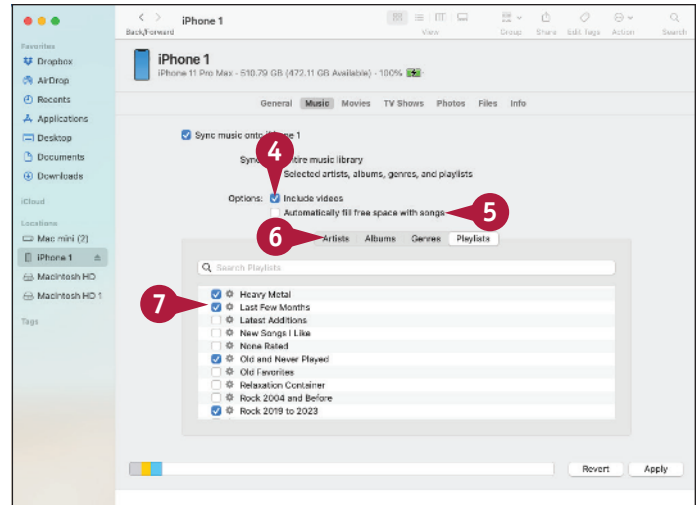 iPhone 1
Back/Forward
View
Group Share Edit Tags Action Search
Favorites
Dropbox
AirDrop
Recents
Applications
Desktop
Documents
Downloads
iCloud
Locations
Mac mini (2)
iPhone 1
Macintosh HD
Macintosh HD 1
Tags
iPhone 1
iPhone 11 Pro Max · 510.79 GB (472.11 GB Available) · 100%
General Music Movies TV Shows Photos Files Info
Sync music onto 1
4
Selected artists, albums, genres, and playlists
music library
Options: Include videos
Automatically fill free space with songs
5
6
Artists Albums Genres Playlists
Search Playlists
7
Heavy Metal
Last Few Months
Latest Additions
New Songs I Like
None Rated
Old and Never Played
Old Favorites
Relaxation Container
Rock 2004 and Before
Rock 2019 to 2023
Revert Apply